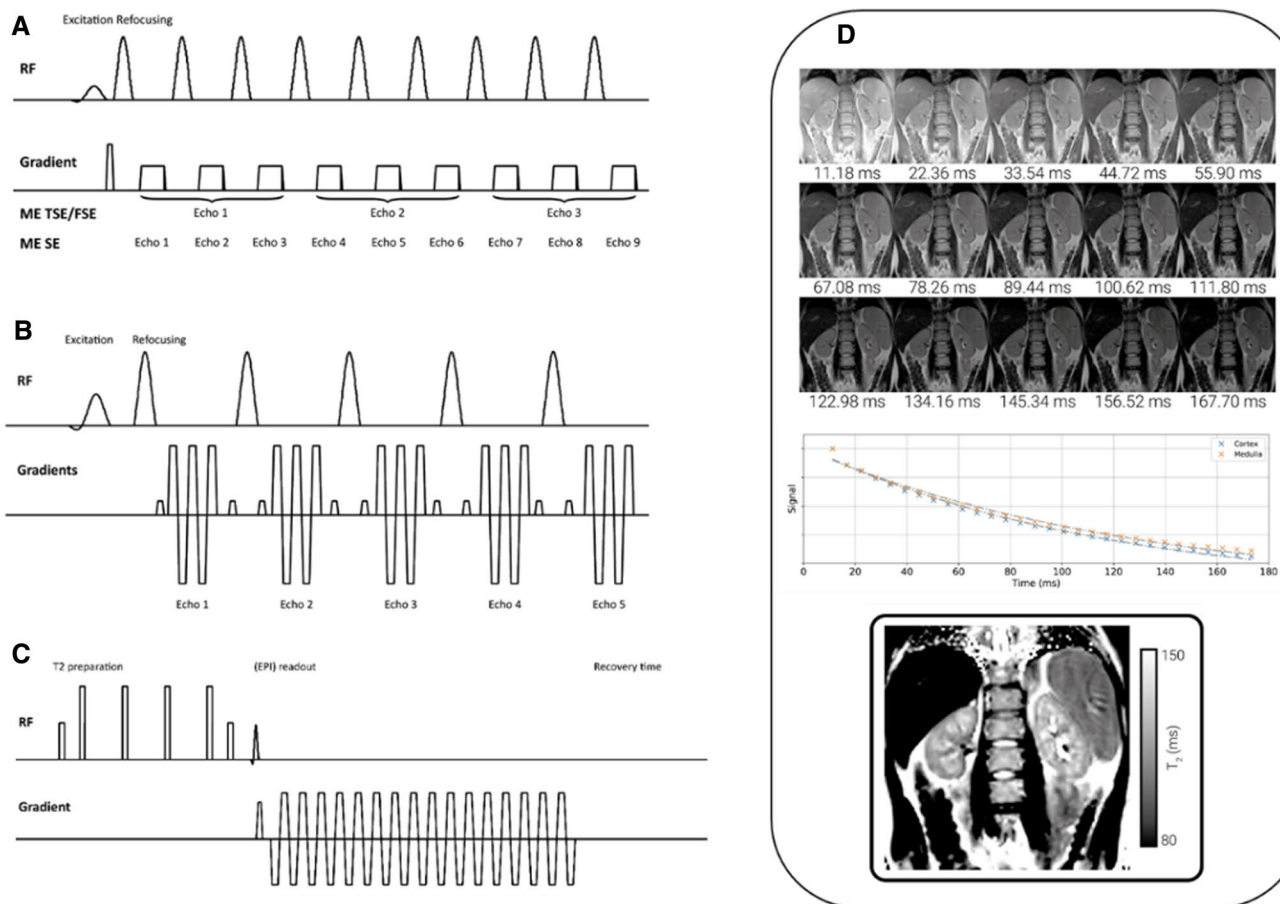 A
Excitation Refocusing
RF
Gradient
ME TSE/FSE Echo 1 Echo 2 Echo 3
ME SE Echo 1 Echo 2 Echo 3 Echo 4 Echo 5 Echo 6 Echo 7 Echo 8 Echo 9
B
Excitation Refocusing
RF
Gradients
Echo 1 Echo 2 Echo 3 Echo 4 Echo 5
C
T2 preparation (EPI) readout Recovery time
RF
Gradient
D
11.18 ms 22.36 ms 33.54 ms 44.72 ms 55.90 ms
67.08 ms 78.26 ms 89.44 ms 100.62 ms 111.80 ms
122.98 ms 134.16 ms 145.34 ms 156.52 ms 167.70 ms
Cortex
Medulla
Signal
0 20 40 60 80 100 120 140 160 180
Time (ms)
150
T2 (ms)
80